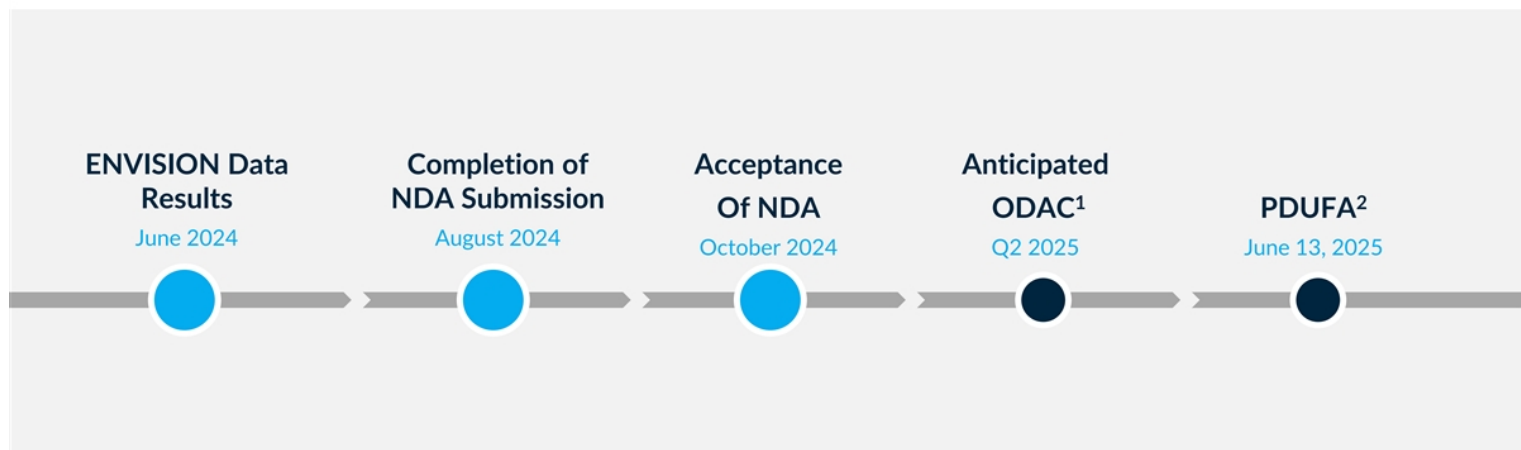 ENVISION Data
Results
June 2024
Completion of
NDA Submission
August 2024
Acceptance
Of NDA
October 2024
Anticipated
ODAC¹
Q2 2025
PDUFA²
June 13, 2025